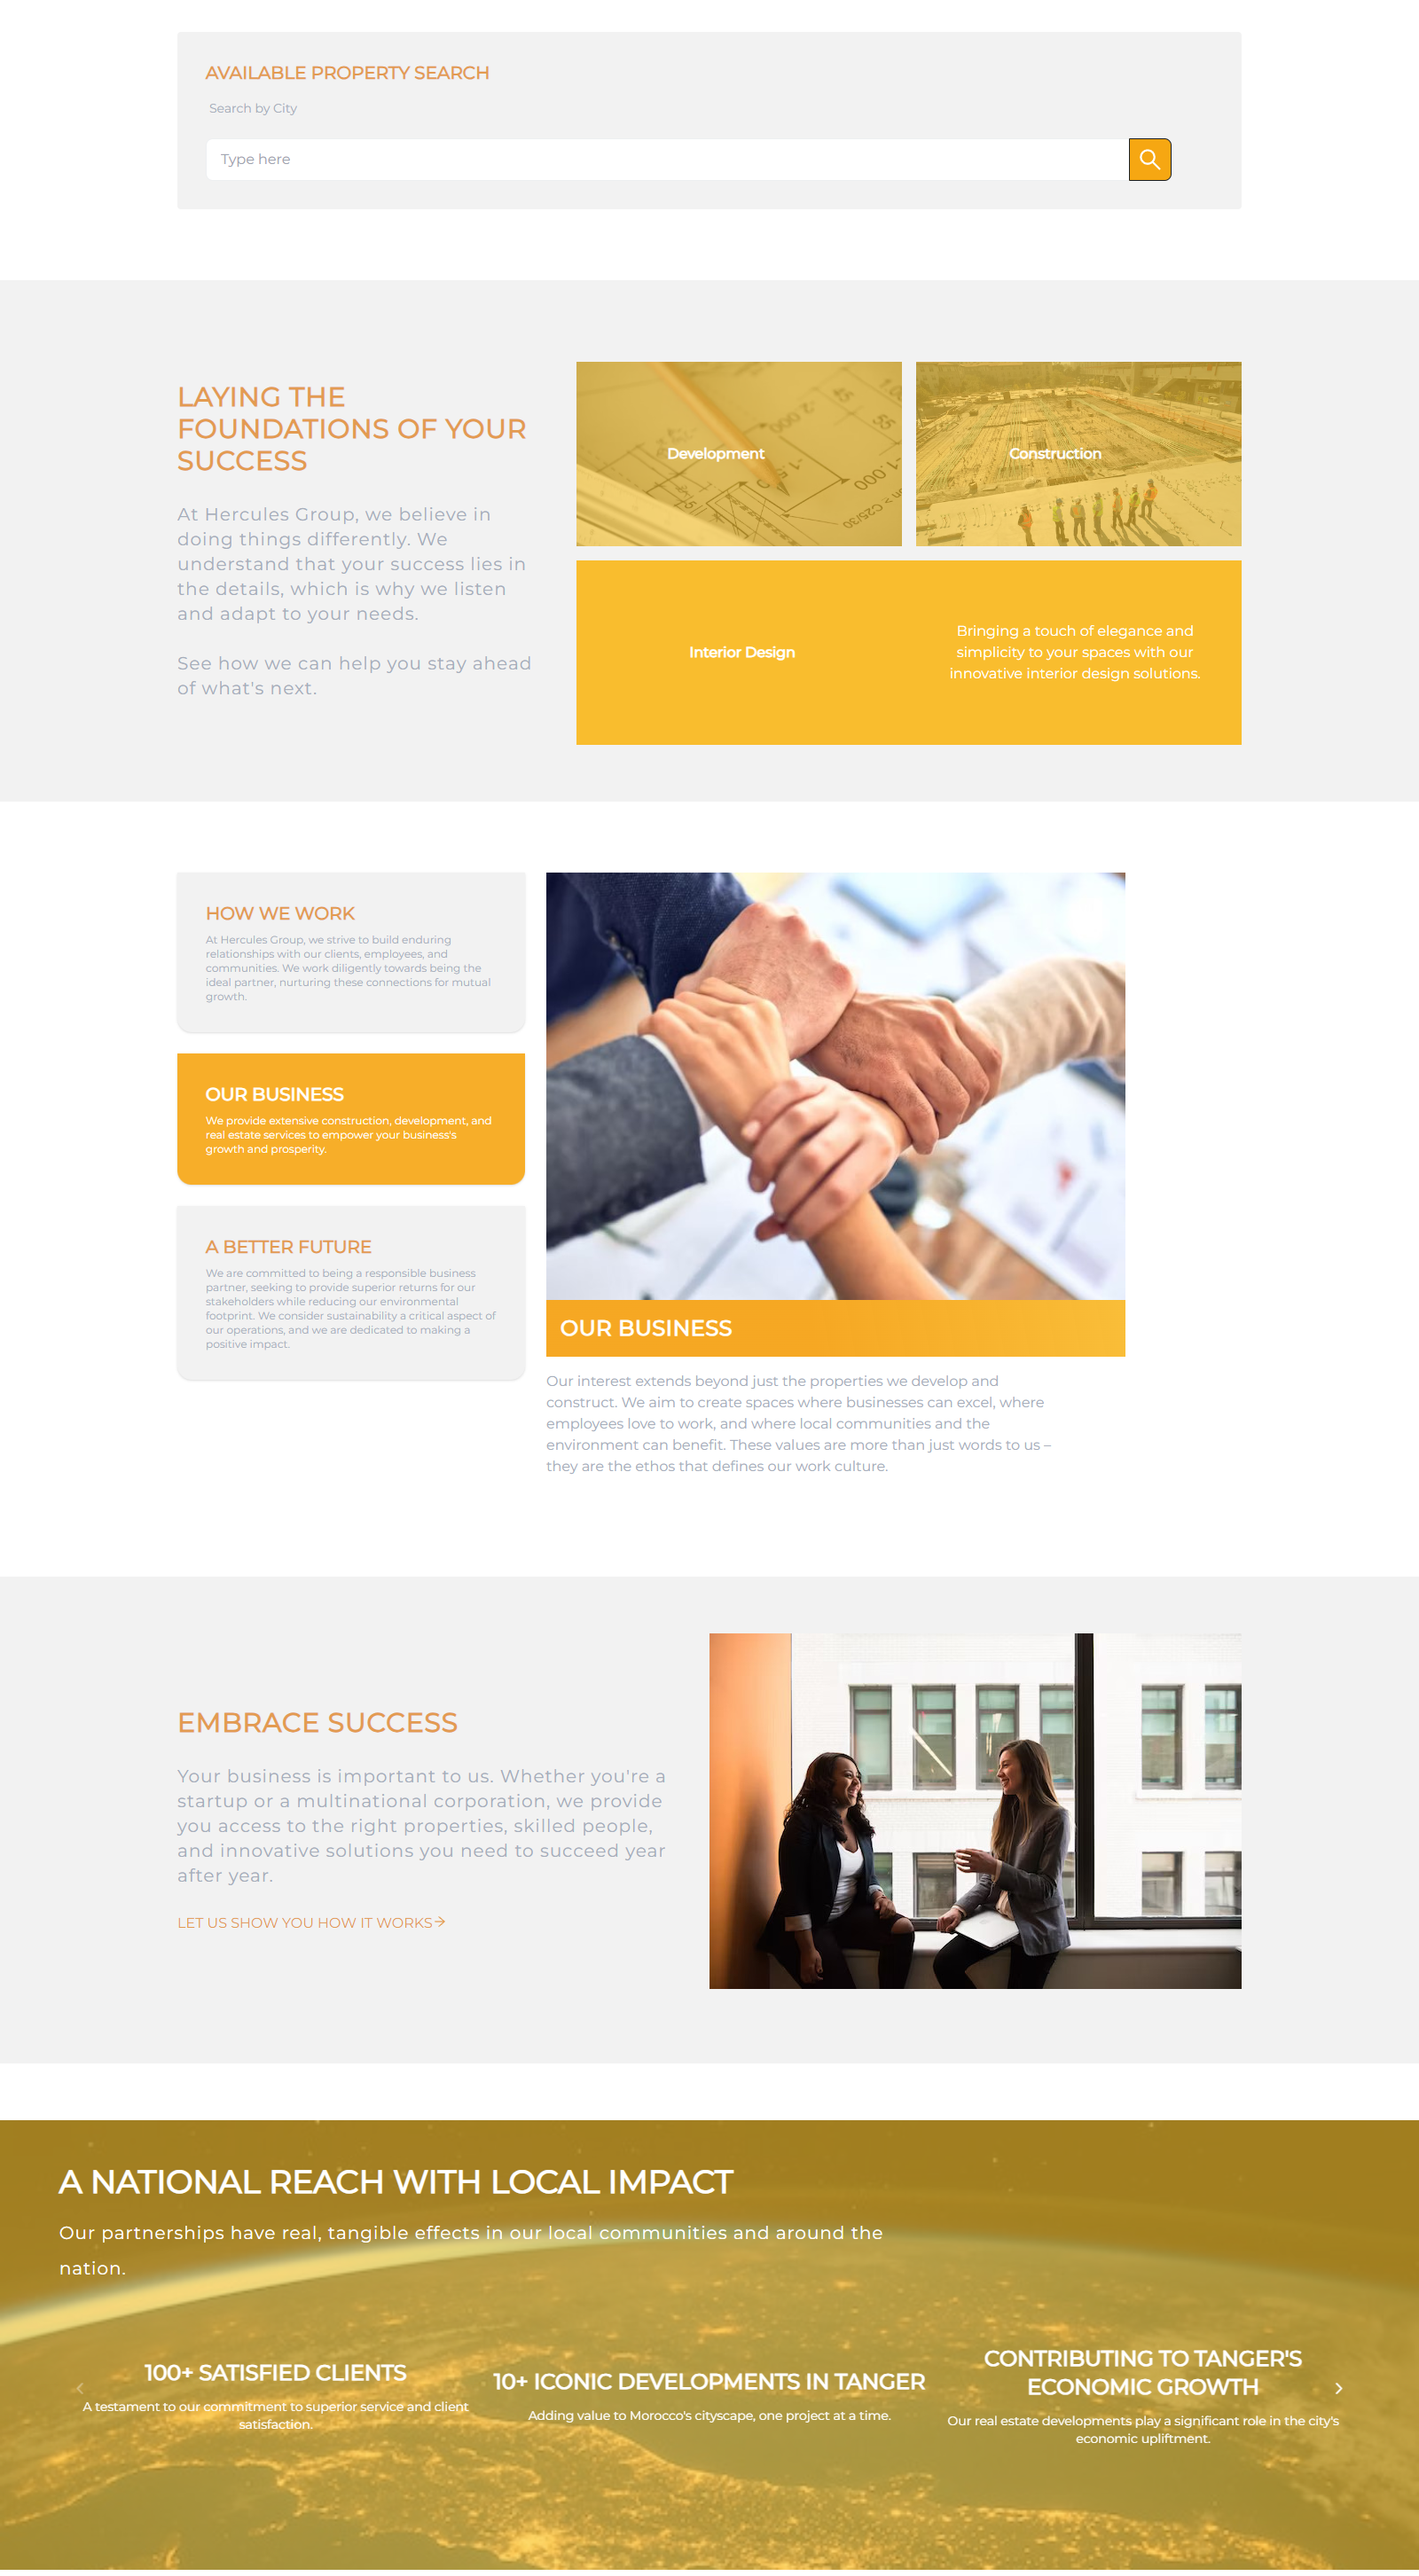 AVAILABLE PROPERTY SEARCH
Search by City
Type here
LAYING THE
FOUNDATIONS OF YOUR
SUCCESS
At Hercules Group, we believe in
doing things differently. We
understand that your success lies in
the details, which is why we listen
and adapt to your needs.
See how we can help you stay ahead
of what's next.
Development
2.000
1.50
1.000
C25/30
Construction
Interior Design
Bringing a touch of elegance and
simplicity to your spaces with our
innovative interior design solutions.
HOW WE WORK
At Hercules Group, we strive to build enduring
relationships with our clients, employees, and
communities. We work diligently towards being the
ideal partner, nurturing these connections for mutual
growth.
OUR BUSINESS
We provide extensive construction, development, and
real estate services to empower your business's
growth and prosperity.
A BETTER FUTURE
We are committed to being a responsible business
partner, seeking to provide superior returns for our
stakeholders while reducing our environmental
footprint. We consider sustainability a critical aspect of
our operations, and we are dedicated to making a
positive impact.
OUR BUSINESS
Our interest extends beyond just the properties we develop and
construct. We aim to create spaces where businesses can excel, where
employees love to work, and where local communities and the
environment can benefit. These values are more than just words to us –
they are the ethos that defines our work culture.
EMBRACE SUCCESS
Your business is important to us. Whether you're a
startup or a multinational corporation, we provide
you access to the right properties, skilled people,
and innovative solutions you need to succeed year
after year.
LET US SHOW YOU HOW IT WORKS
A NATIONAL REACH WITH LOCAL IMPACT
Our partnerships have real, tangible effects in our local communities and around the
nation.
100+ SATISFIED CLIENTS
A testament to our commitment to superior service and client
satisfaction.
10+ ICONIC DEVELOPMENTS IN TANGER
Adding value to Morocco's cityscape, one project at a time.
CONTRIBUTING TO TANGER'S
ECONOMIC GROWTH
Our real estate developments play a significant role in the city's
economic upliftment.